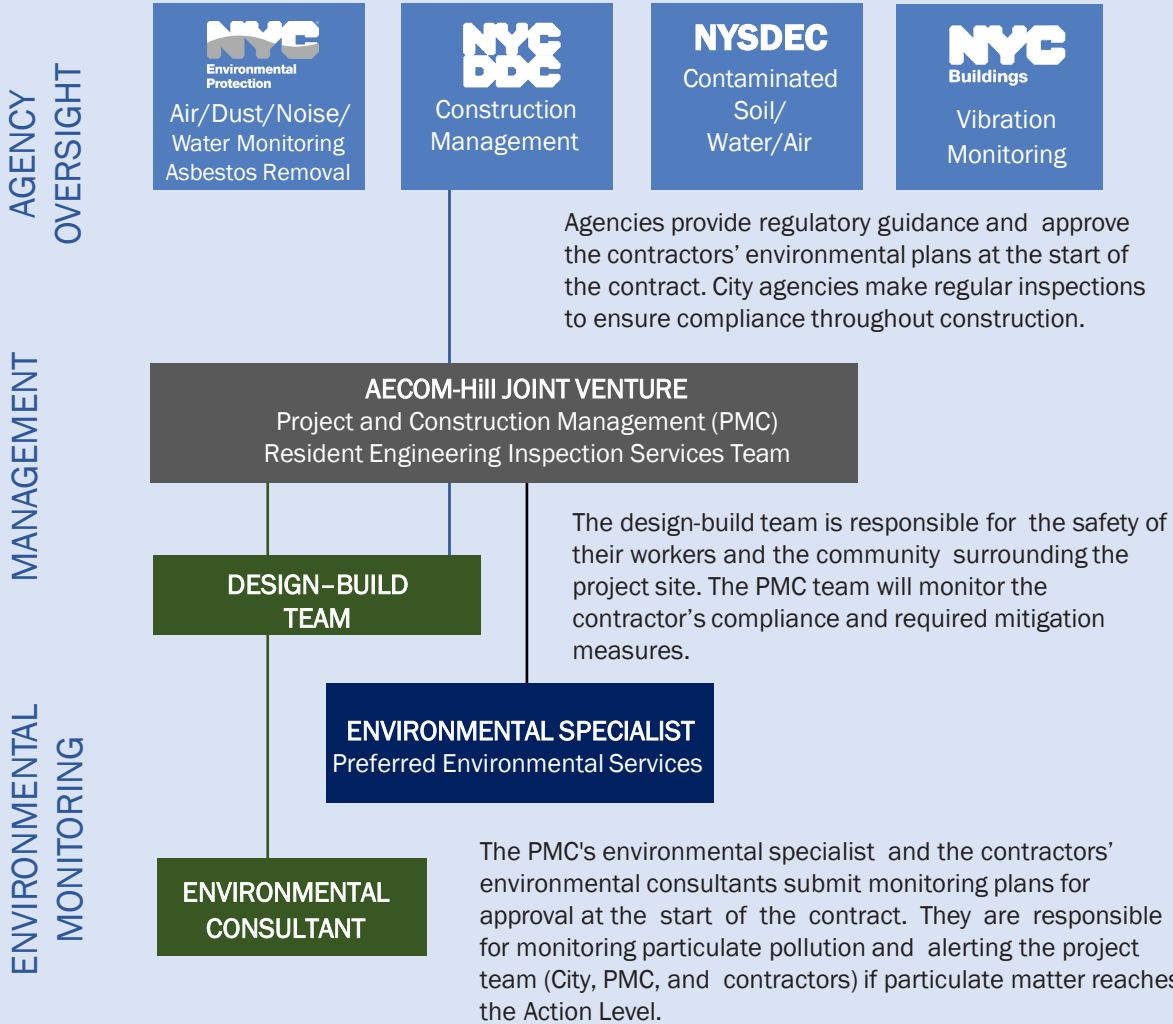 AGENCY
OVERSIGHT
NYC
Environmental
Protection
Air/Dust/Noise/
Water Monitoring
Asbestos Removal
NYC
DDC
Construction
Management
NYSDEC
Contaminated
Soil/
Water/Air
NYC
Buildings
Vibration
Monitoring
Agencies provide regulatory guidance and approve
the contractors’ environmental plans at the start of
the contract. City agencies make regular inspections
to ensure compliance throughout construction.
MANAGEMENT
AECOM-Hill JOINT VENTURE
Project and Construction Management (PMC)
Resident Engineering Inspection Services Team
DESIGN–BUILD
TEAM
The design-build team is responsible for the safety of
their workers and the community surrounding the
project site. The PMC team will monitor the
contractor’s compliance and required mitigation
measures.
ENVIRONMENTAL
MONITORING
ENVIRONMENTAL SPECIALIST
Preferred Environmental Services
ENVIRONMENTAL
CONSULTANT
The PMC's environmental specialist and the contractors’
environmental consultants submit monitoring plans for
approval at the start of the contract. They are responsible
for monitoring particulate pollution and alerting the project
team (City, PMC, and contractors) if particulate matter reaches
the Action Level.